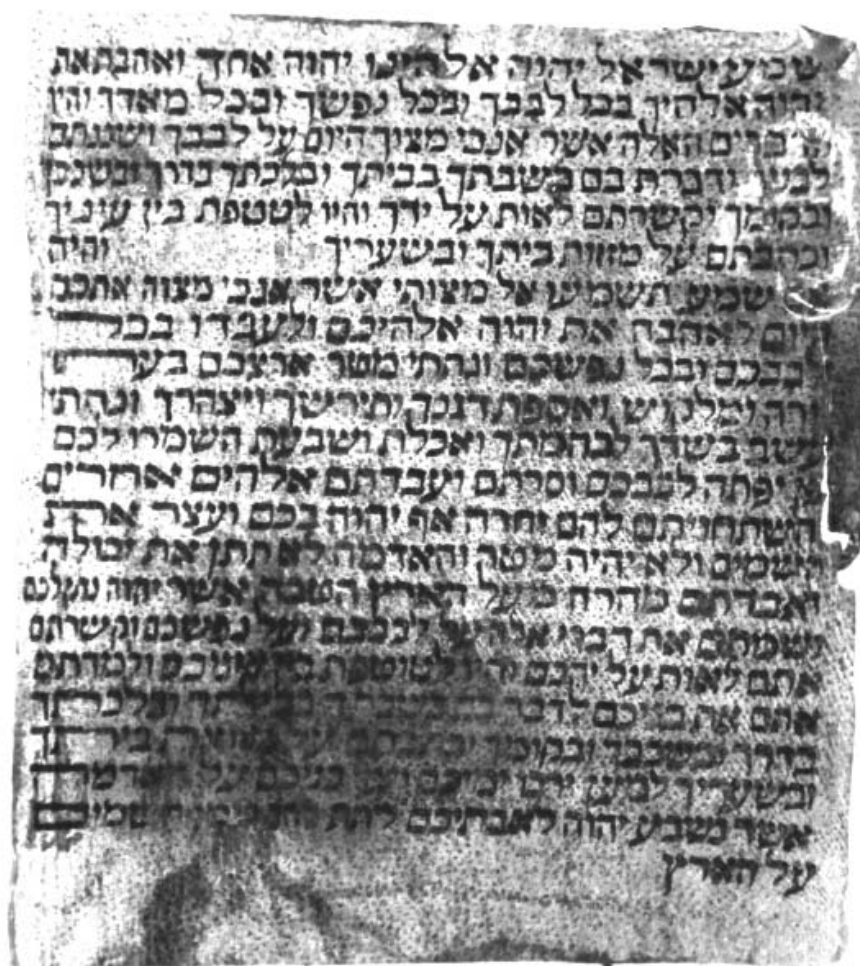 שמע ישראל יהוה אלהינו יהוה אחד ואהבת את
יהוה אלהיך בכל לבבך ובכל נפשך ובכל מאדך והיו
הדברים האלה אשר אנכי מצוך היום על לבבך ושננתם
לבניך ודברת בם בשבתך בביתך ובלכתך בדרך ובשכבך
ובקומך וקשרתם לאות על ידך והיו לטטפת בין עיניך
וכתבתם על מזזות ביתך ובשעריך והיה
שמע תשמעו אל מצותי אשר אנכי מצוה אתכם
היום לאהבה את יהוה אלהיכם ולעבדו בכל
לבבכם ובכל נפשכם ונתתי מטר ארצכם בעתו
יורה ומלקוש ואספת דגנך ותירשך ויצהרך ונתתי
עשב בשדך לבהמתך ואכלת ושבעת השמרו לכם
יפתה לבבכם וסרתם ועבדתם אלהים אחרים
והשתחויתם להם וחרה אף יהוה בכם ועצר את
השמים ולא יהיה מטר והאדמה לא תתן את יבולה
ואבדתם מהרה מעל הארץ הטבה אשר יהוה נתן לכם
ושמתם את דברי אלה על לבבכם ועל נפשכם וקשרתם
אתם לאות על ידכם והיו לטוטפת בין עיניכם ולמדתם
אתם את בניכם לדבר ובלכתך
בדרך ובשכבך ובקומך וכתבתם על ביתך
ובשעריך למען ירבו ימיכם וימי בניכם על האדמה
אשר נשבע יהוה לאבתיכם לתת להם השמים
על הארץ